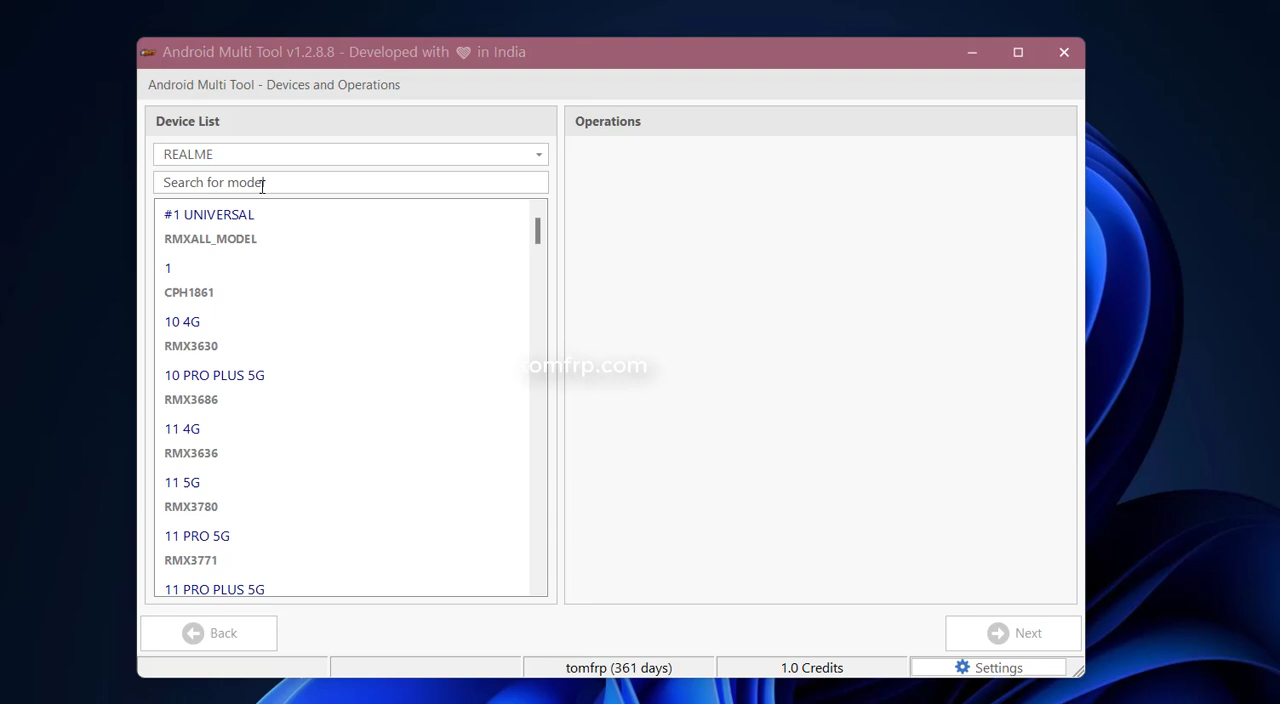 Android Multi Tool v1.2.8.8 - Developed with ❤ in India
Android Multi Tool - Devices and Operations
Device List
Operations
REALME
Search for model
#1 UNIVERSAL
RMXALL_MODEL
1
CPH1861
10 4G
RMX3630
10 PRO PLUS 5G
RMX3686
11 4G
RMX3636
11 5G
RMX3780
11 PRO 5G
RMX3771
11 PRO PLUS 5G
tomfrp.com
Back
Next
tomfrp (361 days)
1.0 Credits
Settings